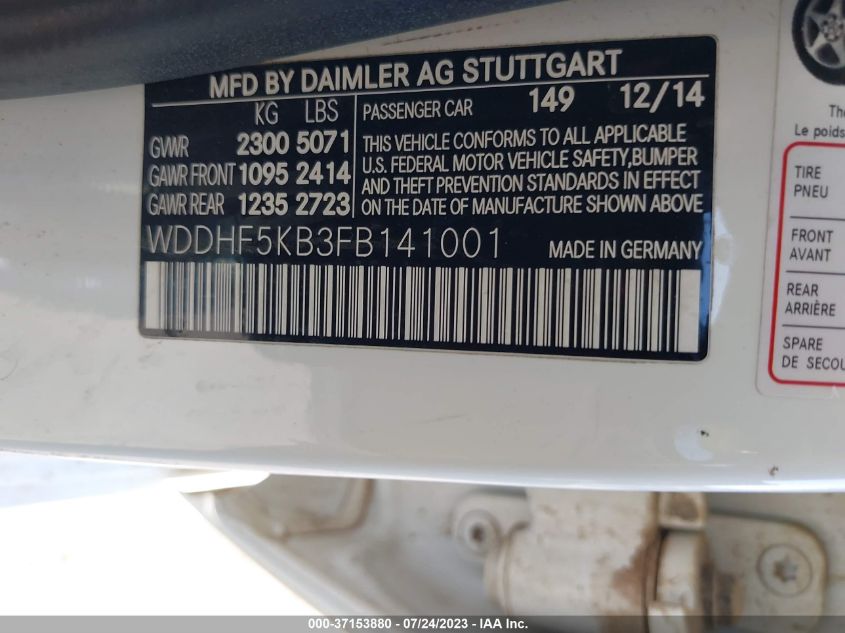 MFD BY DAIMLER AG STUTTGART
KG LBS
GVWR 2300 5071
GAWR FRONT 1095 2414
GAWR REAR 1235 2723
PASSENGER CAR 149 12/14
THIS VEHICLE CONFORMS TO ALL APPLICABLE
U.S. FEDERAL MOTOR VEHICLE SAFETY, BUMPER
AND THEFT PREVENTION STANDARDS IN EFFECT
ON THE DATE OF MANUFACTURE SHOWN ABOVE
WDDHF5KB3FB141001 MADE IN GERMANY
The
Le poids
TIRE
PNEU
FRONT
AVANT
REAR
ARRIÈRE
SPARE
DE SECOU
000-37153880 - 07/24/2023 - IAA Inc.